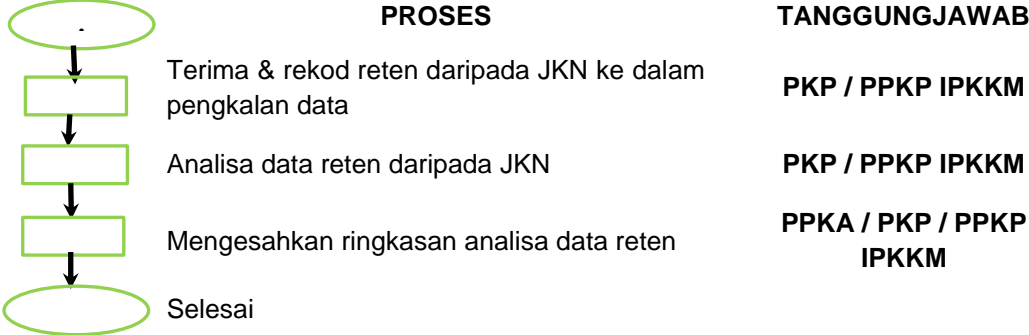 PROSES TANGGUNGJAWAB
Terima & rekod reten daripada JKN ke dalam
pengkalan data
PKP / PPKP IPKKM
Analisa data reten daripada JKN PKP / PPKP IPKKM
Mengesahkan ringkasan analisa data reten
PPKA / PKP / PPKP
IPKKM
Selesai